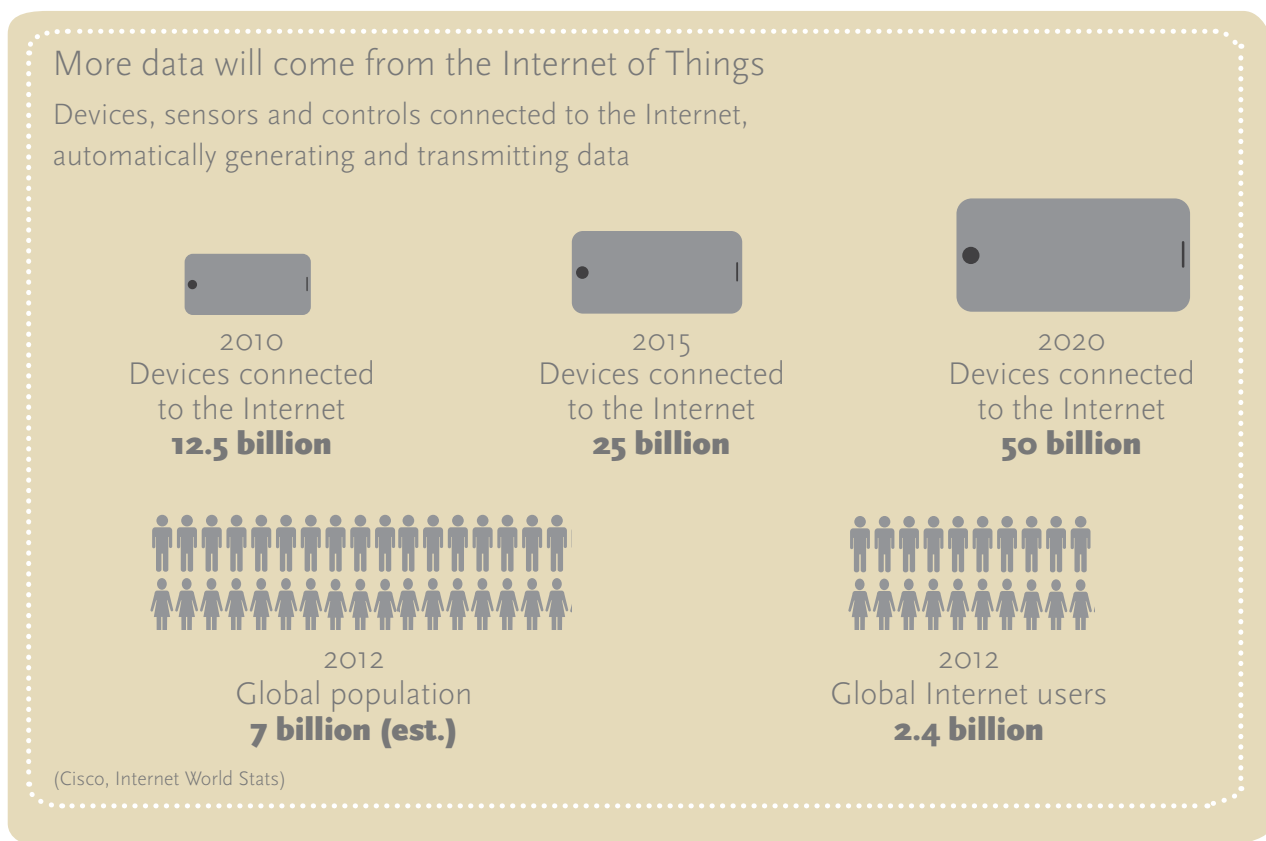 More data will come from the Internet of Things
Devices, sensors and controls connected to the Internet,
automatically generating and transmitting data
2010
Devices connected
to the Internet
12.5 billion
2015
Devices connected
to the Internet
25 billion
2020
Devices connected
to the Internet
50 billion
2012
Global population
7 billion (est.)
2012
Global Internet users
2.4 billion
(Cisco, Internet World Stats)